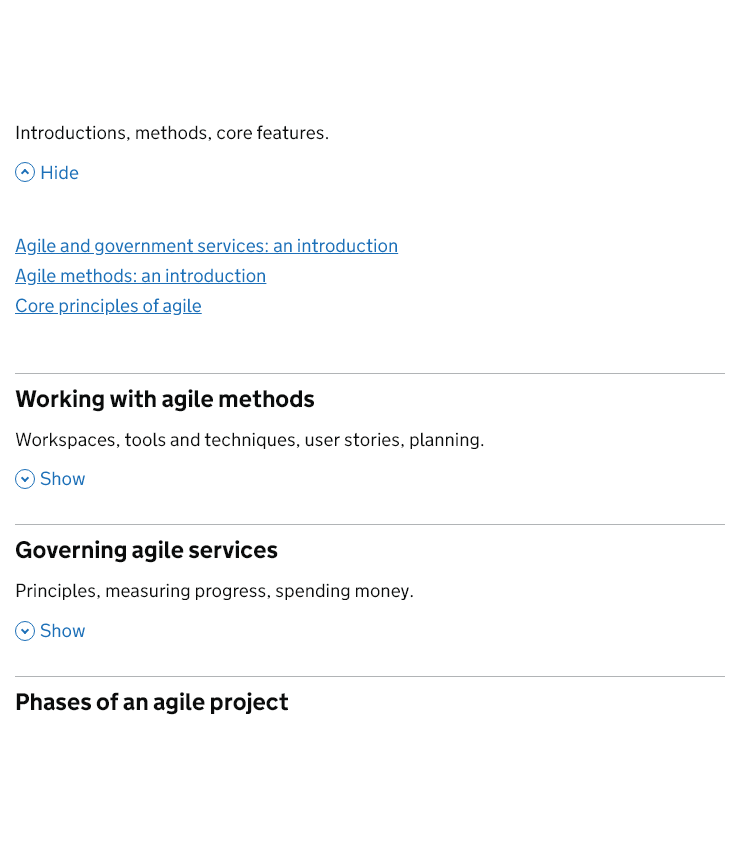 Introductions, methods, core features.
Hide
Agile and government services: an introduction
Agile methods: an introduction
Core principles of agile
Working with agile methods
Workspaces, tools and techniques, user stories, planning.
Show
Governing agile services
Principles, measuring progress, spending money.
Show
Phases of an agile project